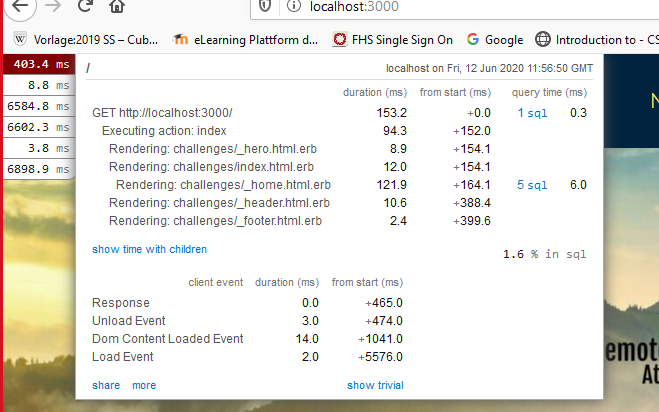 localhost:3000
Vorlage:2019 SS – Cub... eLearning Plattform d... FHS Single Sign On Google Introduction to - CS
403.4 ms
8.8 ms
6584.8 ms
6602.3 ms
3.8 ms
6898.9 ms
/ localhost on Fri, 12 Jun 2020 11:56:50 GMT
duration (ms) from start (ms) query time (ms)
GET http://localhost:3000/ 153.2 +0.0 1 sql 0.3
Executing action: index 94.3 +152.0
Rendering: challenges/_hero.html.erb 8.9 +154.1
Rendering: challenges/index.html.erb 12.0 +154.1
Rendering: challenges/_home.html.erb 121.9 +164.1 5 sql 6.0
Rendering: challenges/_header.html.erb 10.6 +388.4
Rendering: challenges/_footer.html.erb 2.4 +399.6
show time with children 1.6 % in sql
client event duration (ms) from start (ms)
Response 0.0 +465.0
Unload Event 3.0 +474.0
Dom Content Loaded Event 14.0 +1041.0
Load Event 2.0 +5576.0
share more show trivial
N
emote
At